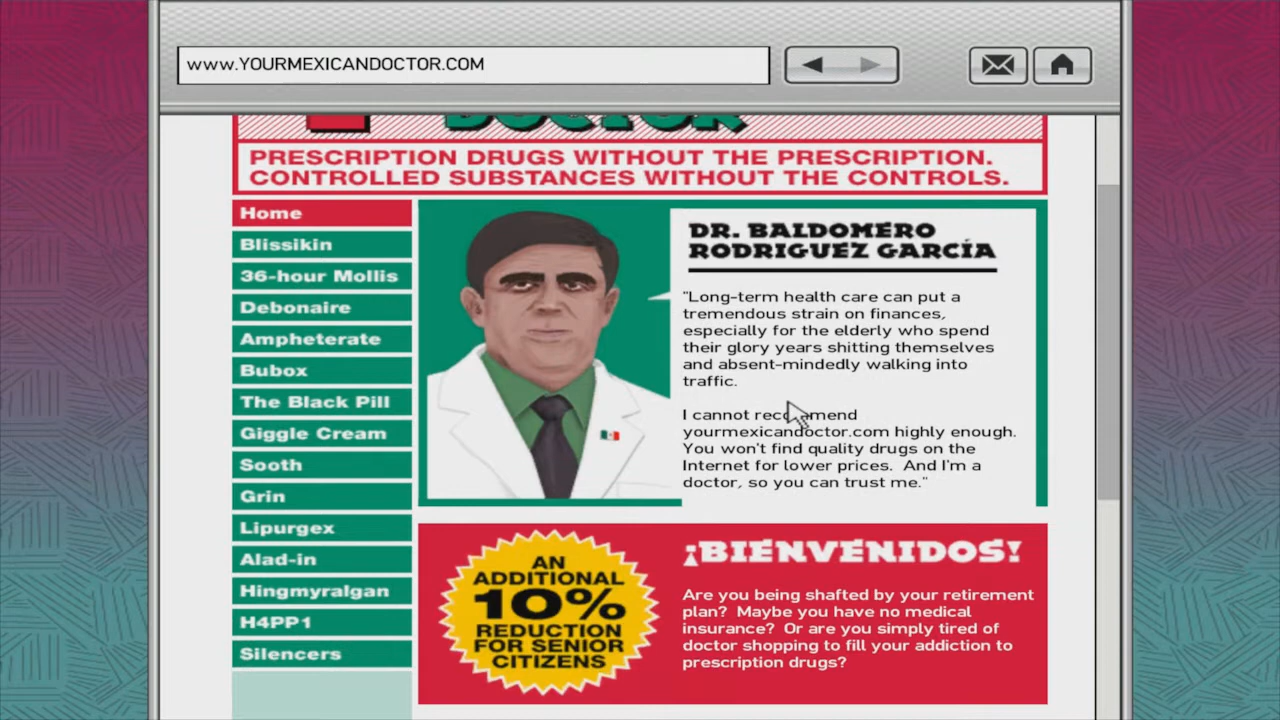 www.YOURMEXICANDOCTOR.COM
DOCTOR
PRESCRIPTION DRUGS WITHOUT THE PRESCRIPTION.
CONTROLLED SUBSTANCES WITHOUT THE CONTROLS.
Home
Blissikin
36-hour Mollis
Debonaire
Ampheterate
Bubox
The Black Pill
Giggle Cream
Sooth
Grin
Lipurgex
Alad-in
Hingmyralgan
H4PP1
Silencers
DR. BALDOMERO
RODRIGUEZ GARCÍA
"Long-term health care can put a
tremendous strain on finances,
especially for the elderly who spend
their glory years shitting themselves
and absent-mindedly walking into
traffic.
I cannot recommend
yourmexicandoctor.com highly enough.
You won't find quality drugs on the
Internet for lower prices. And I'm a
doctor, so you can trust me."
AN
ADDITIONAL
10%
REDUCTION
FOR SENIOR
CITIZENS
¡BIENVENIDOS!
Are you being shafted by your retirement
plan? Maybe you have no medical
insurance? Or are you simply tired of
doctor shopping to fill your addiction to
prescription drugs?